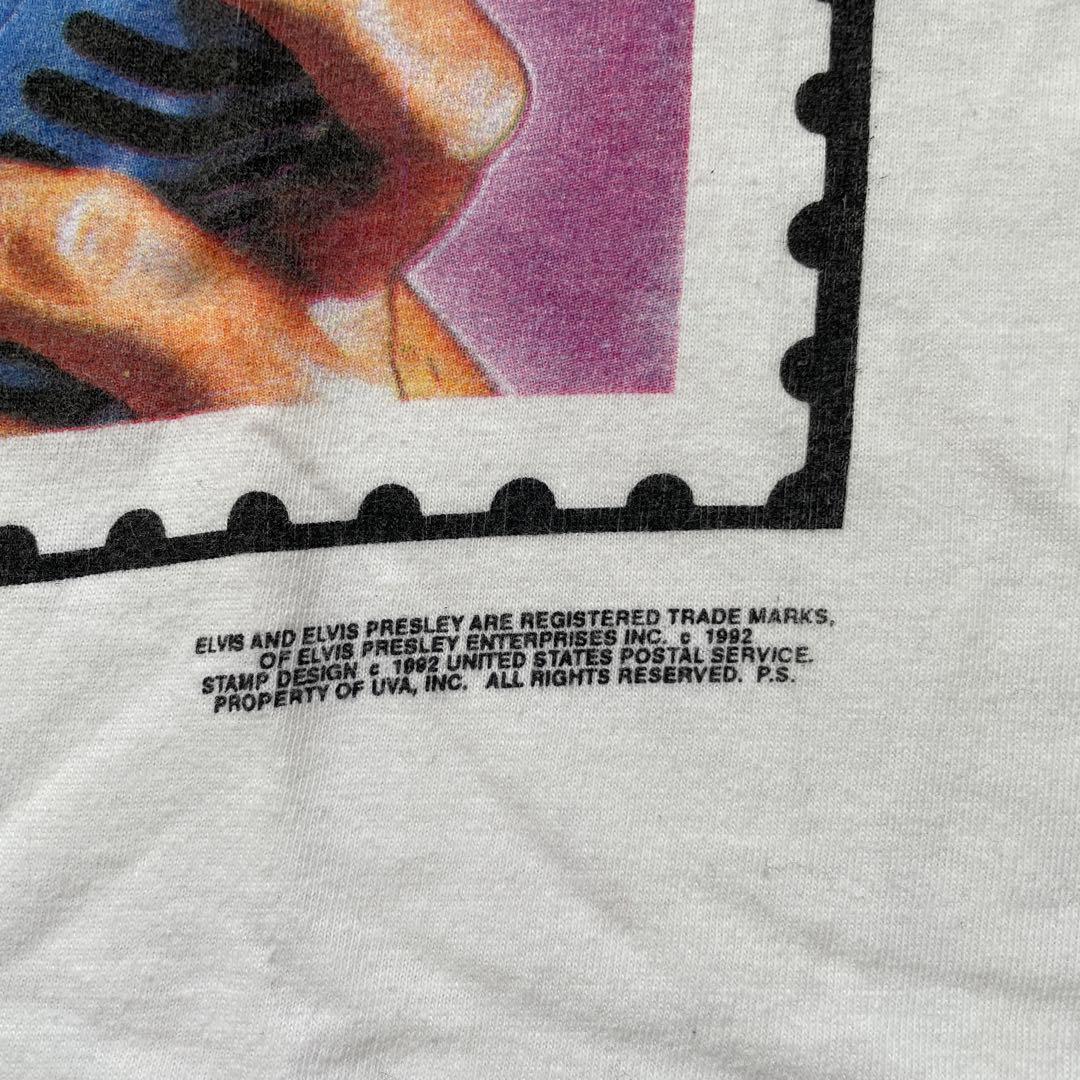 ELVIS AND ELVIS PRESLEY ARE REGISTERED TRADE MARKS,
OF ELVIS PRESLEY ENTERPRISES INC. © 1992
STAMP DESIGN © 1992 UNITED STATES POSTAL SERVICE.
PROPERTY OF UVA, INC. ALL RIGHTS RESERVED. P.S.